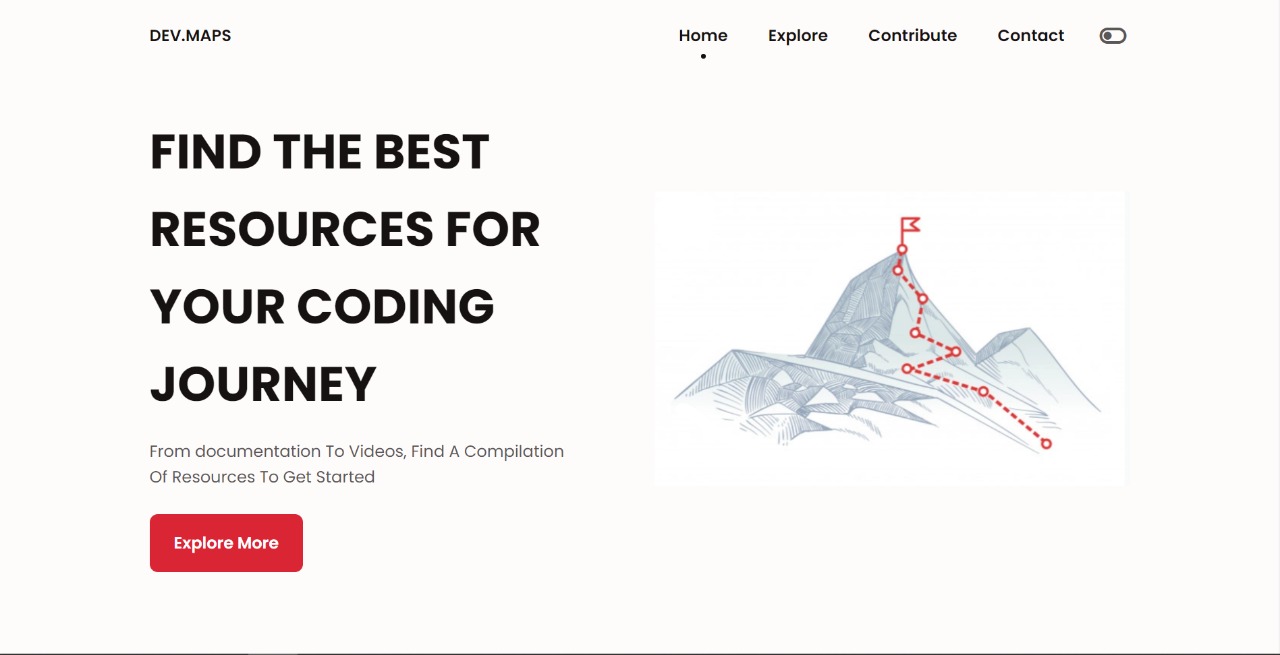 DEV.MAPS
Home Explore Contribute Contact
FIND THE BEST
RESOURCES FOR
YOUR CODING
JOURNEY
From documentation To Videos, Find A Compilation
Of Resources To Get Started
Explore More